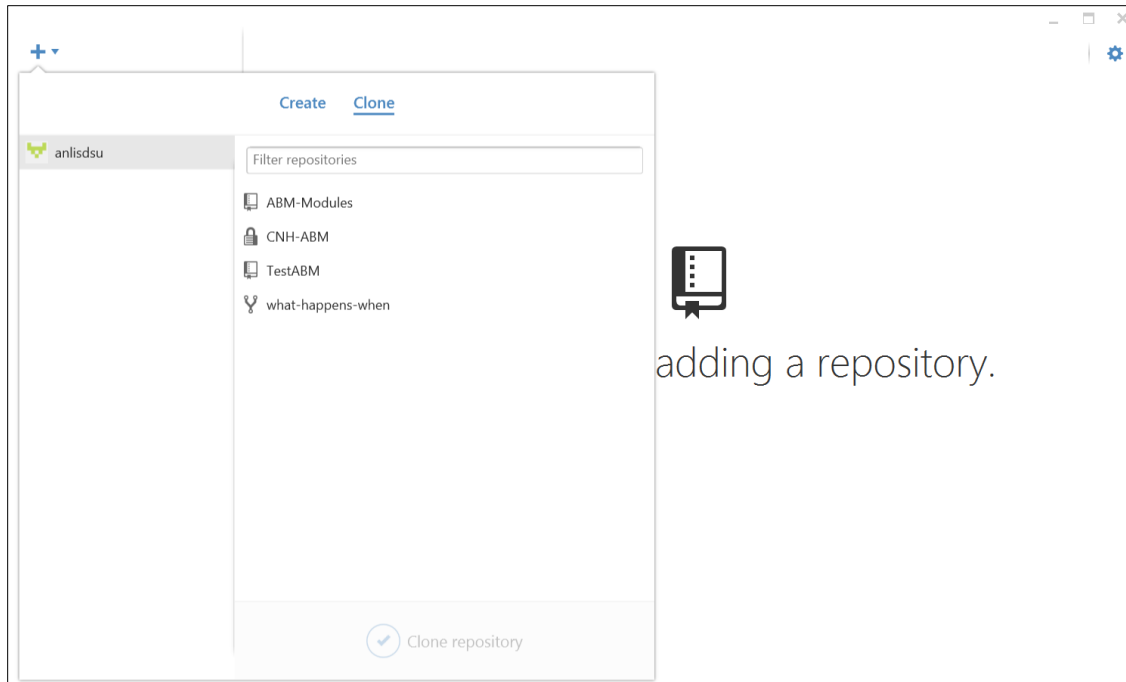 Create Clone
anlisdsu
Filter repositories
ABM-Modules
CNH-ABM
TestABM
what-happens-when
adding a repository.
Clone repository